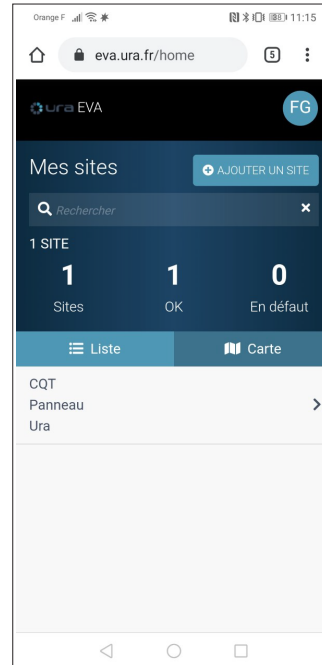 Orange F 11:15
eva.ura.fr/home 5
ura EVA FG
Mes sites AJOUTER UN SITE
Rechercher
1 SITE
1 1 0
Sites OK En défaut
Liste Carte
CQT
Panneau
Ura